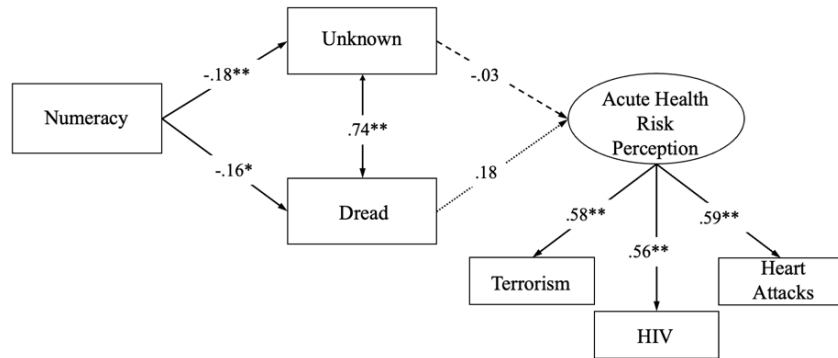 Unknown
-.18**
-.03
Numeracy
.74**
Acute Health
Risk
Perception
-.16*
.18
Dread
.58**
.59**
.56**
Terrorism
Heart
Attacks
HIV